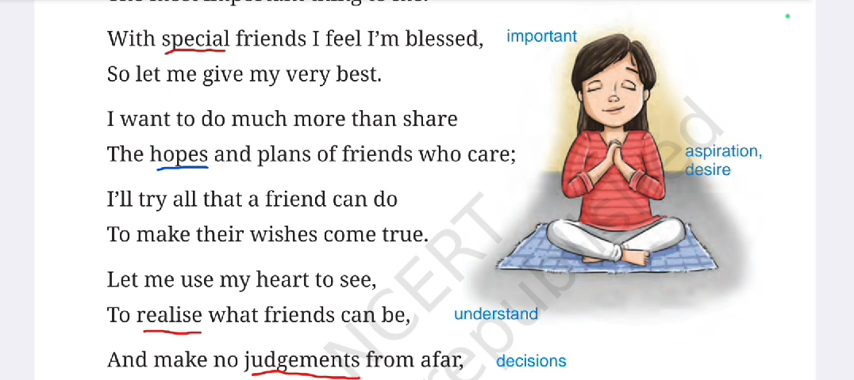 With special friends I feel I'm blessed, important
So let me give my very best.
I want to do much more than share
The hopes and plans of friends who care; aspiration, desire
I'll try all that a friend can do
To make their wishes come true.
Let me use my heart to see,
To realise what friends can be, understand
And make no judgements from afar, decisions
NCERT